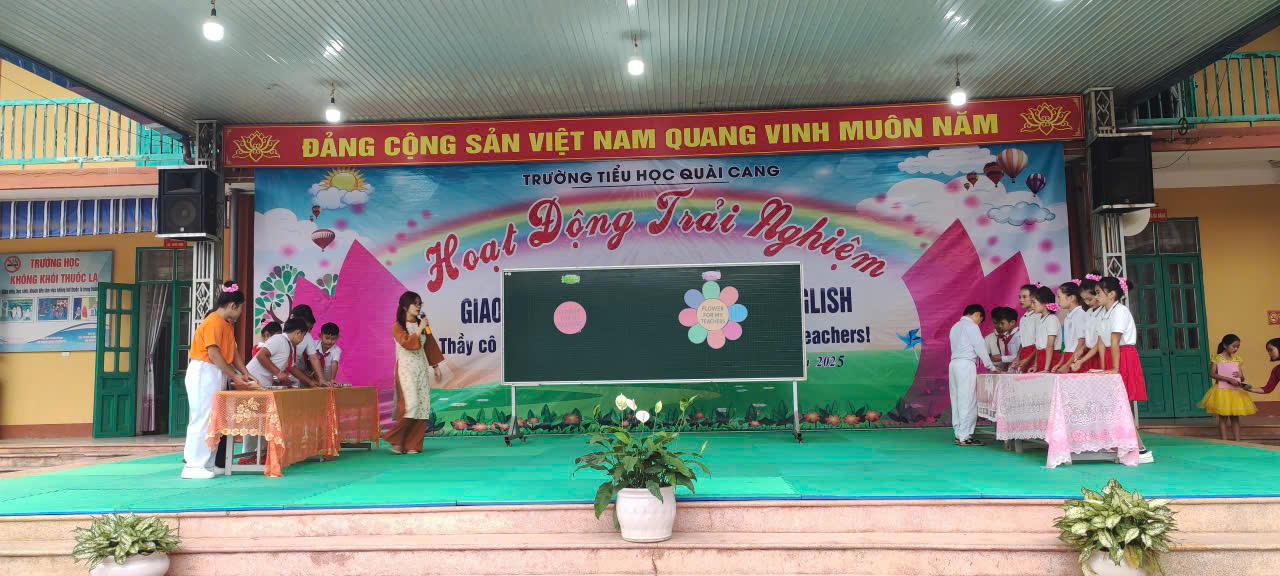 ĐẢNG CỘNG SẢN VIỆT NAM QUANG VINH MUÔN NĂM
TRƯỜNG TIỂU HỌC QUÀI CANG
Hoạt Động Trải Nghiệm
GIAO
GLISH
Thầy cô
eachers!
2025
FLOWER
FOR MY
TEACHERS
TRƯỜNG HỌC
KHÔNG KHÓI THUỐC LÁ